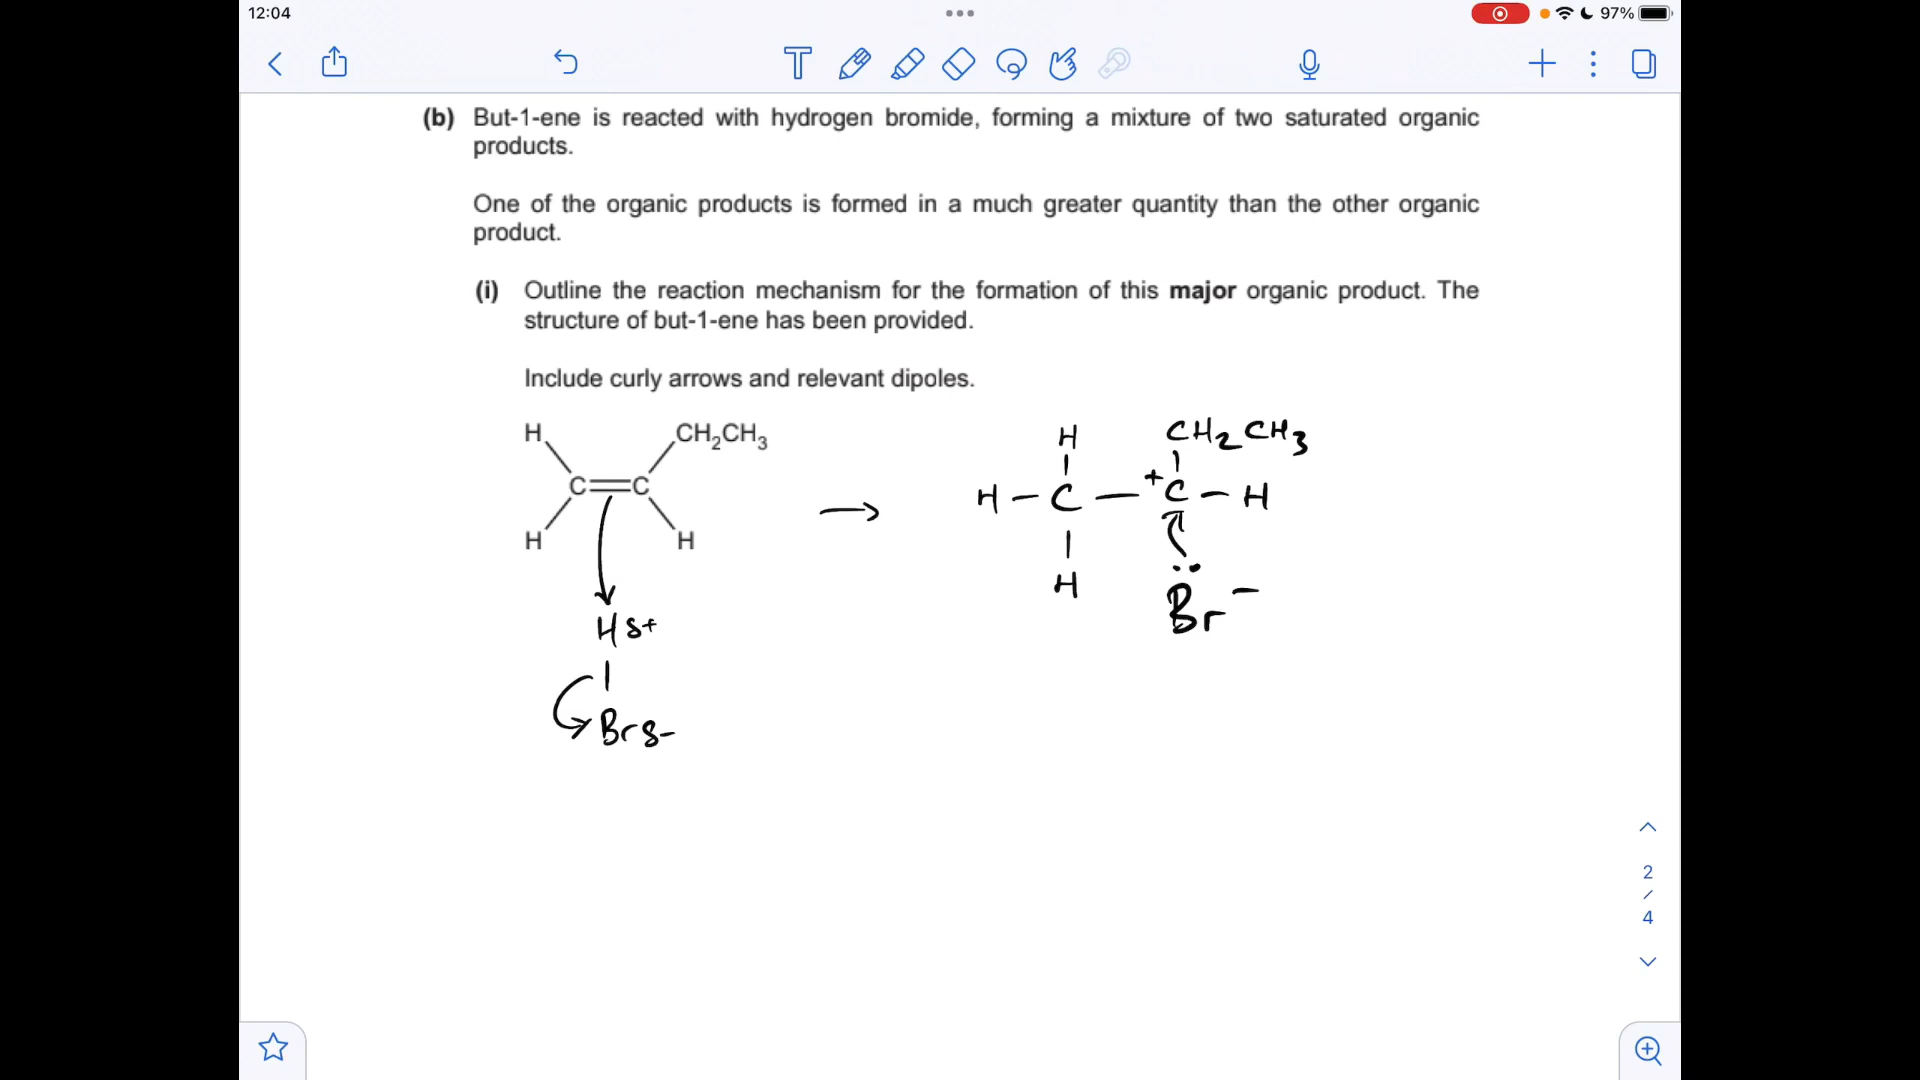 12:04
97%
(b) But-1-ene is reacted with hydrogen bromide, forming a mixture of two saturated organic
products.
One of the organic products is formed in a much greater quantity than the other organic
product.
(i) Outline the reaction mechanism for the formation of this major organic product. The
structure of but-1-ene has been provided.
Include curly arrows and relevant dipoles.
H CH₂CH₃
C=C
H H
H δ+
Br δ-
H CH₂CH₃
H - C - +C - H
H
Br -
2
/
4